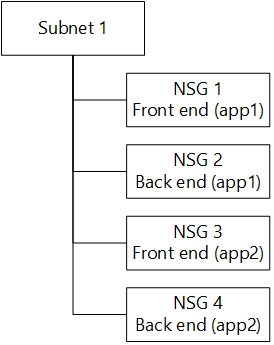 Subnet 1
NSG 1
Front end (app1)
NSG 2
Back end (app1)
NSG 3
Front end (app2)
NSG 4
Back end (app2)